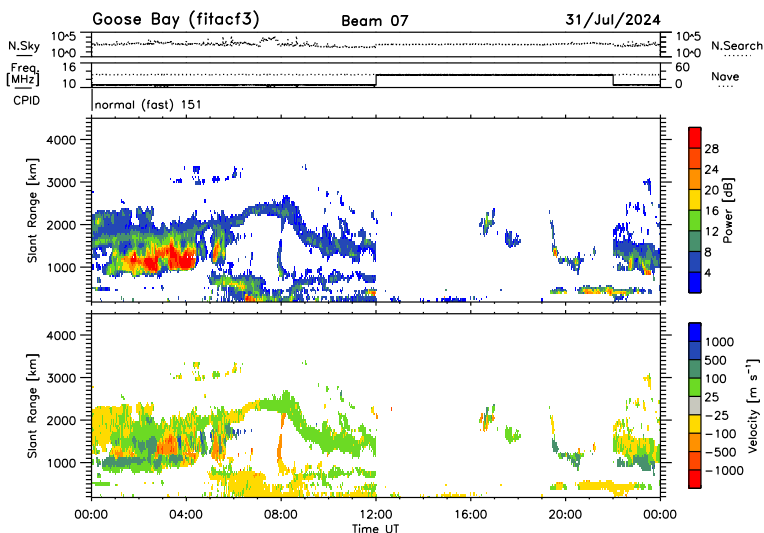 Goose Bay (fitacf3) Beam 07 31/Jul/2024
N.Sky 10^5 10^0 10^5 10^0 N.Search
Freq. [MHz] 16 10 60 0 Nave
CPID normal (fast) 151
Slant Range [km]
4000
3000
2000
1000
28
24
20
16
12
8
4
Power [dB]
Slant Range [km]
4000
3000
2000
1000
1000
500
100
25
-25
-100
-500
-1000
Velocity [m s⁻¹]
00:00 04:00 08:00 12:00 16:00 20:00 00:00
Time UT